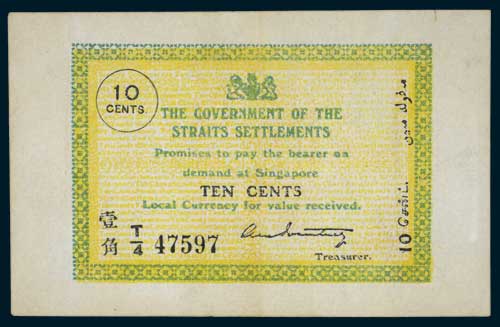 10
CENTS
THE GOVERNMENT OF THE
STRAITS SETTLEMENTS
Promises to pay the bearer on
demand at Singapore
TEN CENTS
Local Currency for value received.
壹
角
T/4 47597
Treasurer.
10